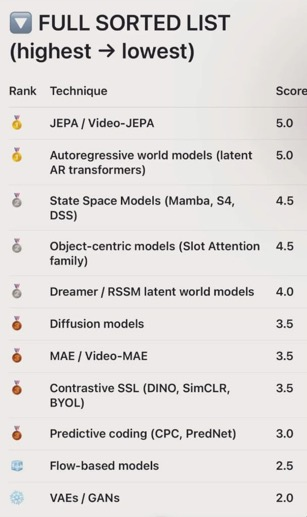 🔽 FULL SORTED LIST
(highest → lowest)
Rank Technique Score
🥇 JEPA / Video-JEPA 5.0
🥇 Autoregressive world models (latent 5.0
AR transformers)
🥈 State Space Models (Mamba, S4, 4.5
DSS)
🥈 Object-centric models (Slot Attention 4.5
family)
🥈 Dreamer / RSSM latent world models 4.0
🥉 Diffusion models 3.5
🥉 MAE / Video-MAE 3.5
🥉 Contrastive SSL (DINO, SimCLR, 3.5
BYOL)
🥉 Predictive coding (CPC, PredNet) 3.0
🧊 Flow-based models 2.5
❄️ VAEs / GANs 2.0